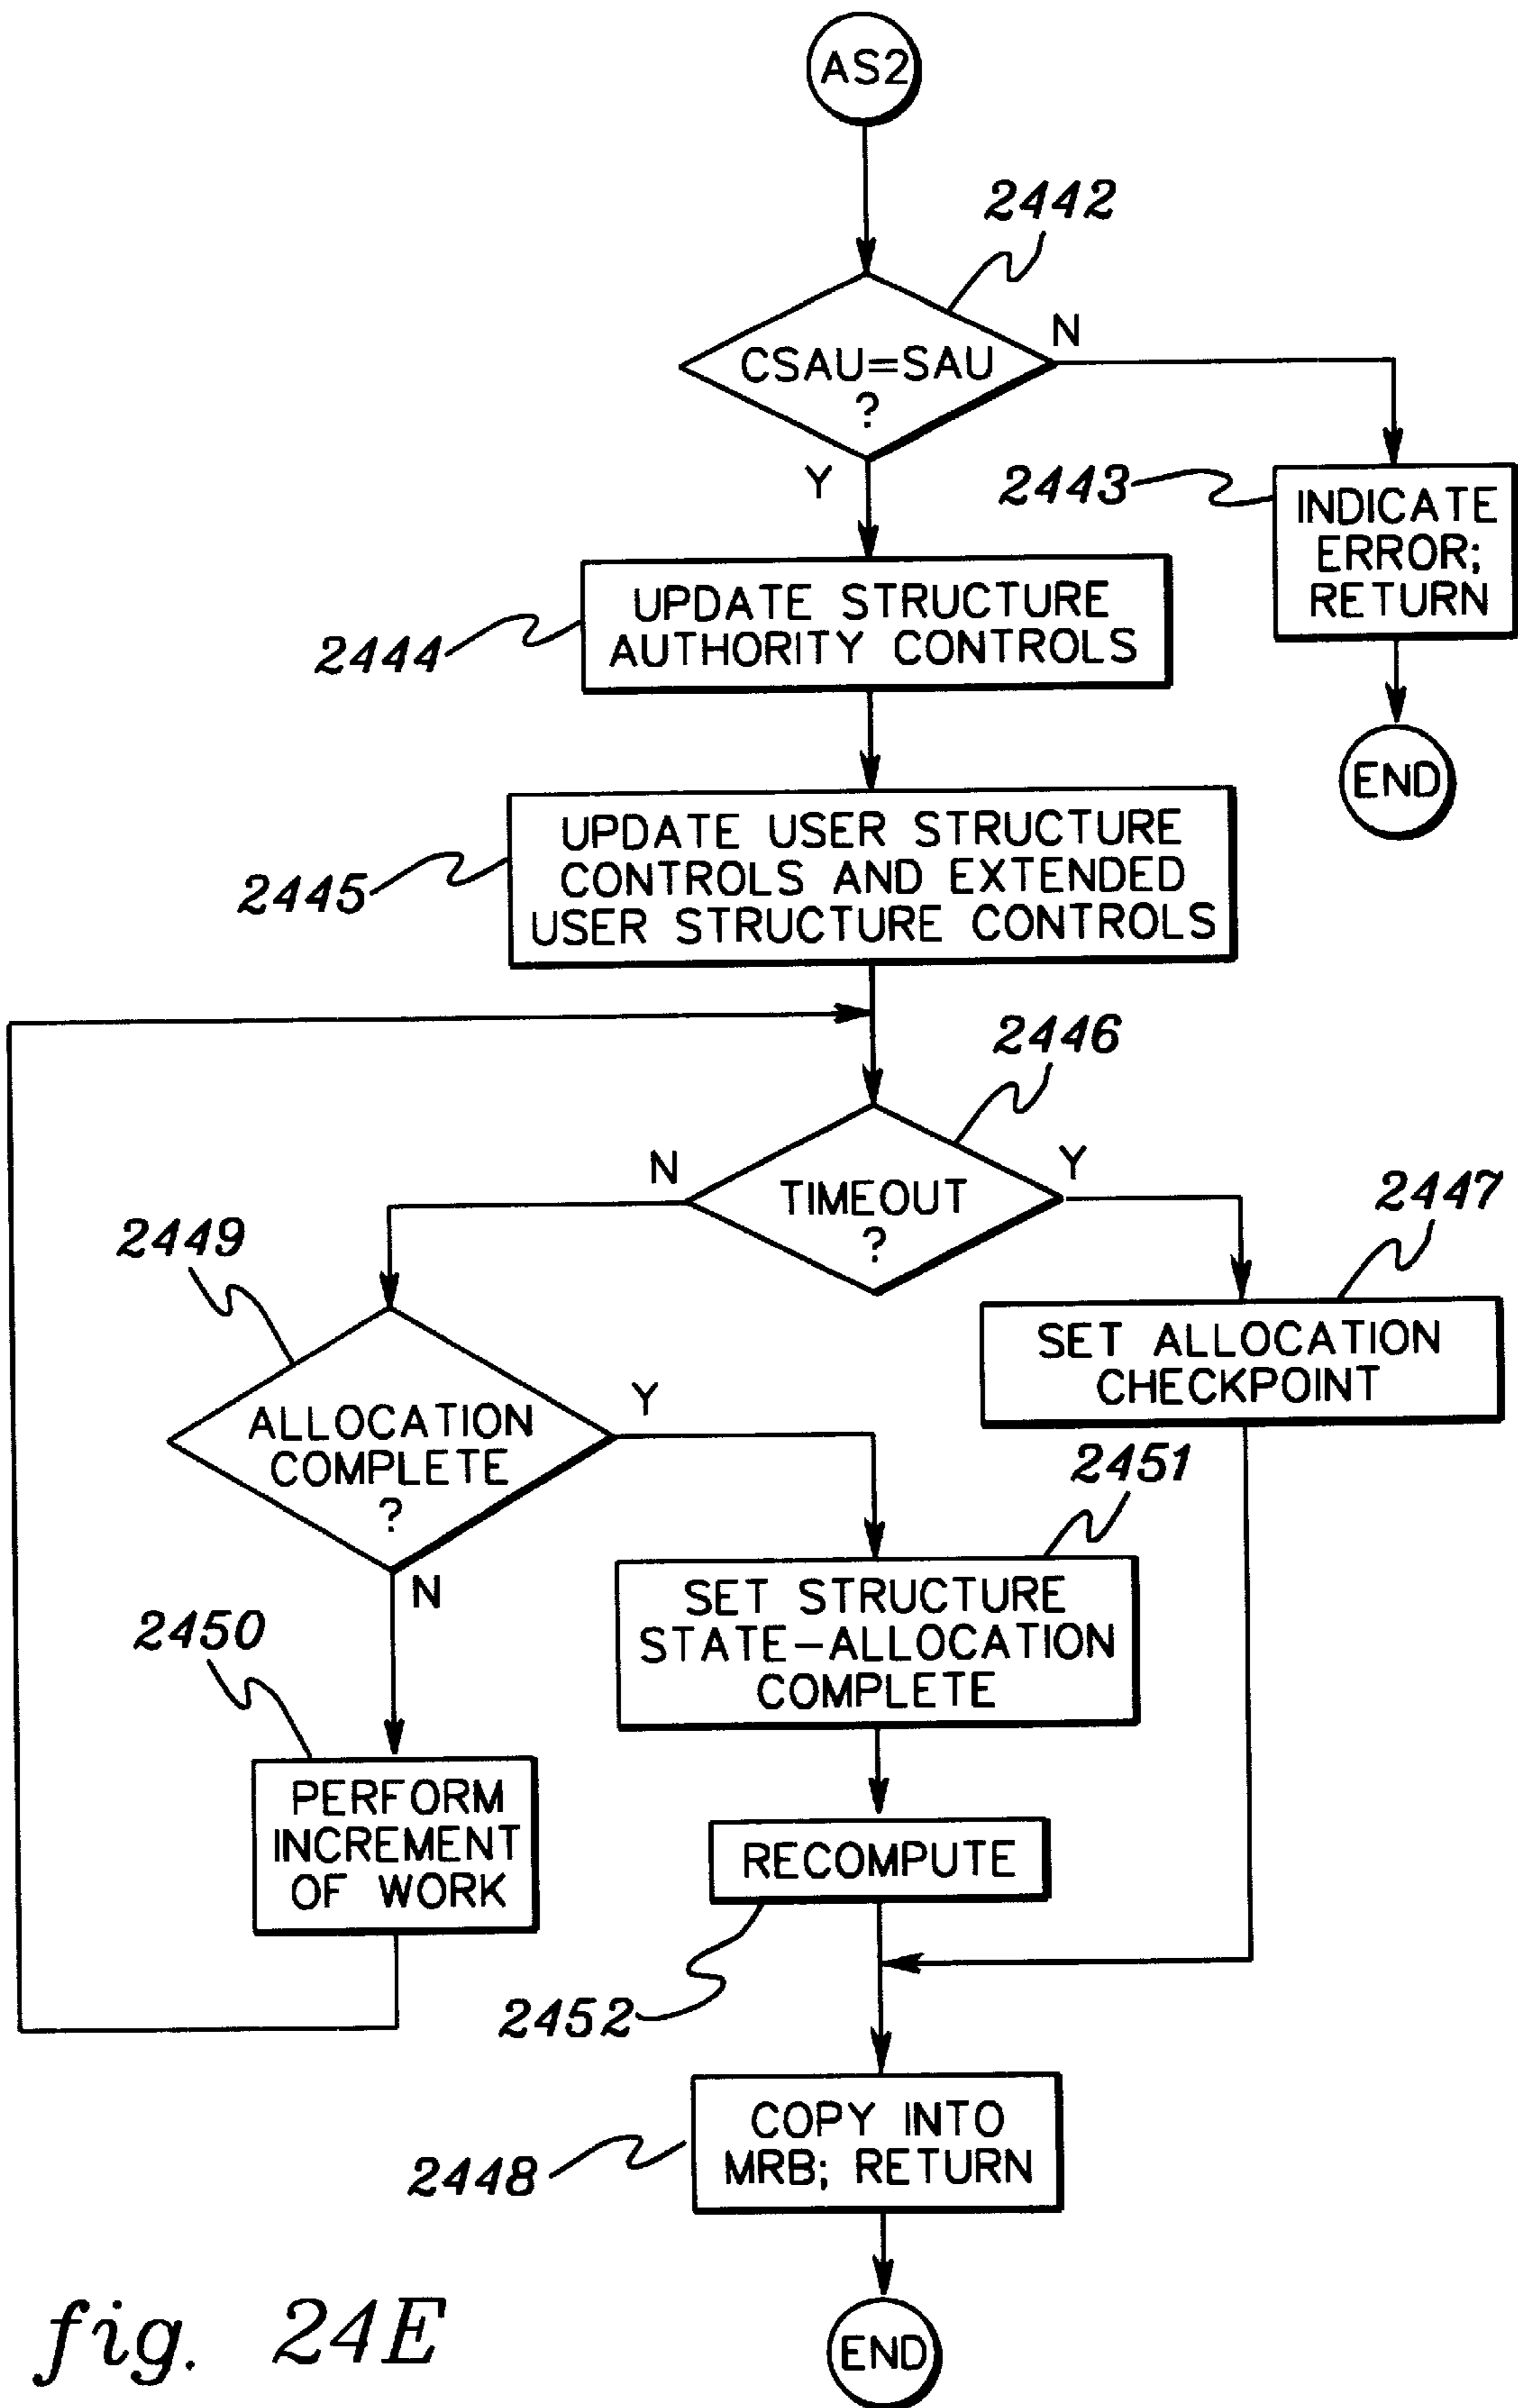 AS2
2442
CSAU=SAU
?
N
Y
2443
INDICATE
ERROR;
RETURN
END
2444
UPDATE STRUCTURE
AUTHORITY CONTROLS
2445
UPDATE USER STRUCTURE
CONTROLS AND EXTENDED
USER STRUCTURE CONTROLS
2446
TIMEOUT
?
N
Y
2447
SET ALLOCATION
CHECKPOINT
2449
ALLOCATION
COMPLETE
?
Y
N
2451
SET STRUCTURE
STATE-ALLOCATION
COMPLETE
2450
PERFORM
INCREMENT
OF WORK
RECOMPUTE
2452
COPY INTO
MRB; RETURN
2448
END
fig. 24E